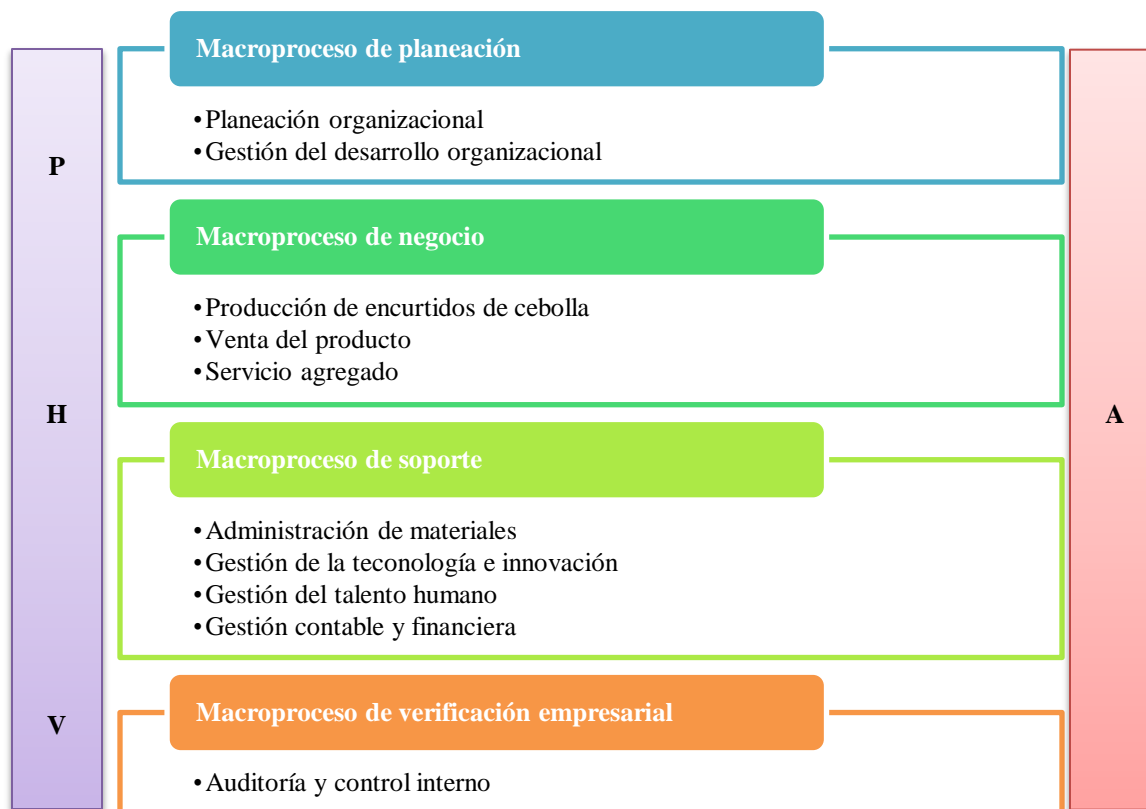 Macroproceso de planeación
•Planeación organizacional
•Gestión del desarrollo organizacional
P
Macroproceso de negocio
•Producción de encurtidos de cebolla
•Venta del producto
•Servicio agregado
H
A
Macroproceso de soporte
•Administración de materiales
•Gestión de la teconología e innovación
•Gestión del talento humano
•Gestión contable y financiera
Macroproceso de verificación empresarial
V
•Auditoría y control interno